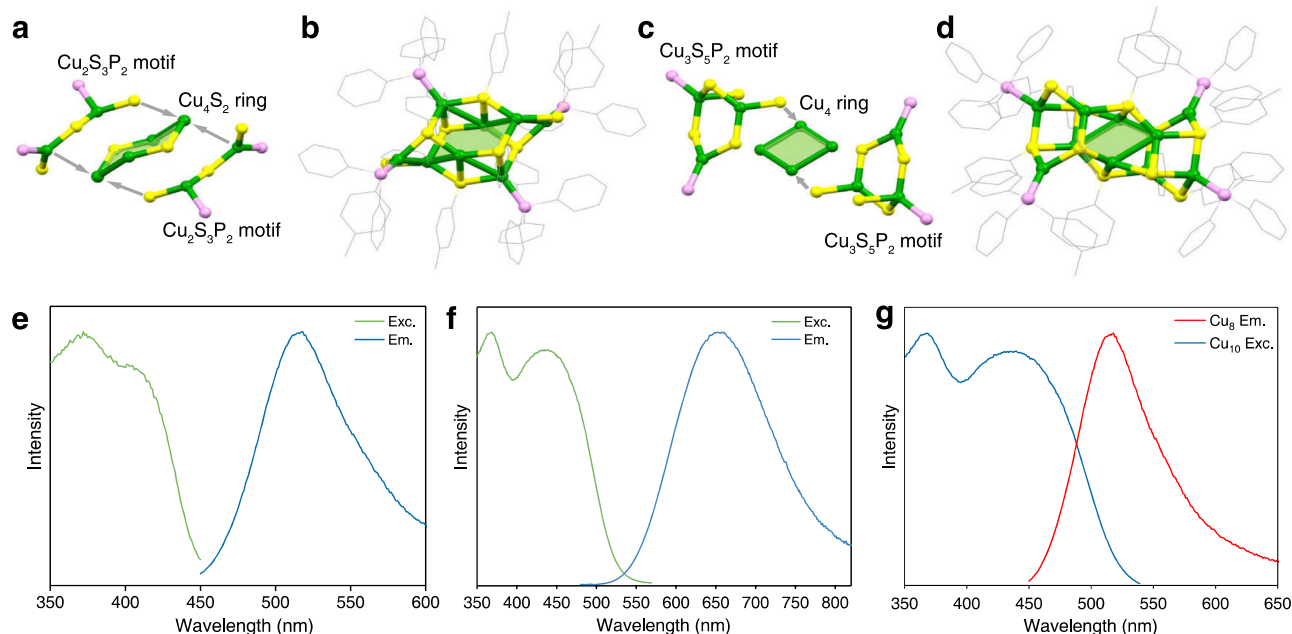 a
b
c
d
Cu₂S₃P₂ motif
Cu₄S₂ ring
Cu₂S₃P₂ motif
Cu₃S₅P₂ motif
Cu₄ ring
Cu₃S₅P₂ motif
e
Exc.
Em.
Intensity
350 400 450 500 550 600
Wavelength (nm)
f
Exc.
Em.
Intensity
350 400 450 500 550 600 650 700 750 800
Wavelength (nm)
g
Cu₈ Em.
Cu₁₀ Exc.
Intensity
350 400 450 500 550 600 650
Wavelength (nm)